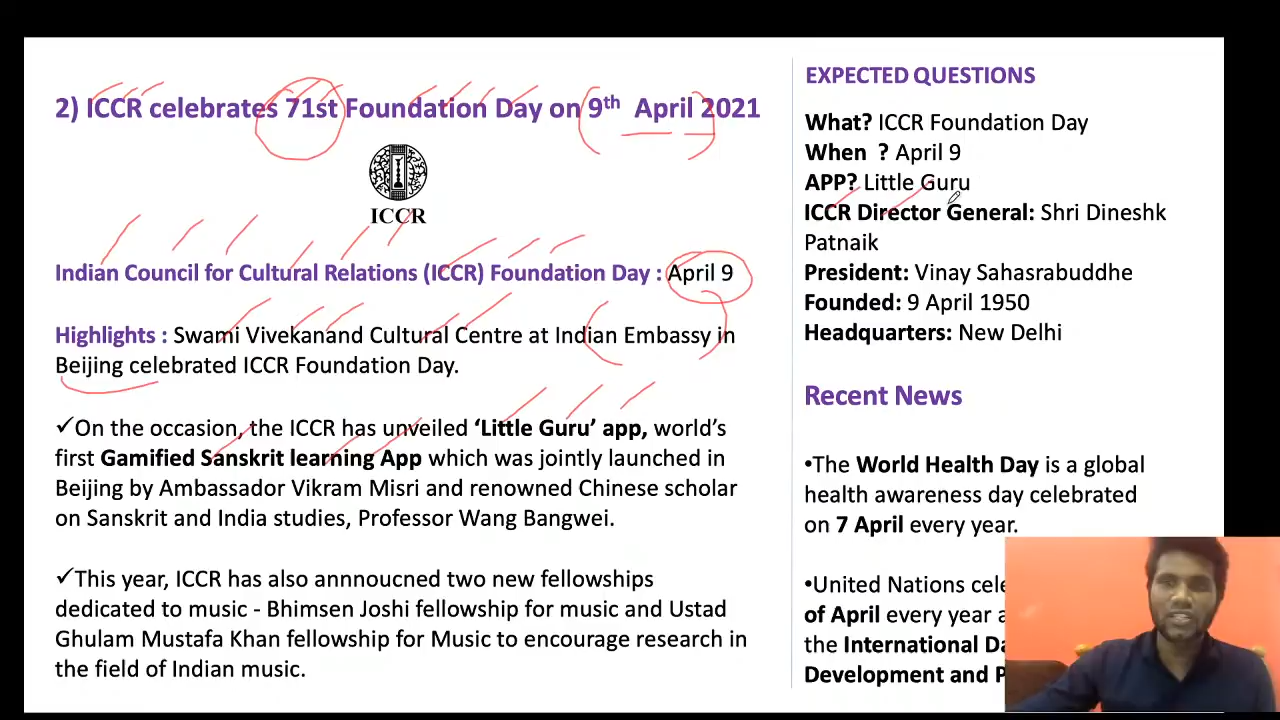 2) ICCR celebrates 71st Foundation Day on 9th April 2021
ICCR
Indian Council for Cultural Relations (ICCR) Foundation Day : April 9
Highlights : Swami Vivekanand Cultural Centre at Indian Embassy in
Beijing celebrated ICCR Foundation Day.
✓On the occasion, the ICCR has unveiled ‘Little Guru’ app, world’s
first Gamified Sanskrit learning App which was jointly launched in
Beijing by Ambassador Vikram Misri and renowned Chinese scholar
on Sanskrit and India studies, Professor Wang Bangwei.
✓This year, ICCR has also annnoucned two new fellowships
dedicated to music - Bhimsen Joshi fellowship for music and Ustad
Ghulam Mustafa Khan fellowship for Music to encourage research in
the field of Indian music.
EXPECTED QUESTIONS
What? ICCR Foundation Day
When ? April 9
APP? Little Guru
ICCR Director General: Shri Dineshk
Patnaik
President: Vinay Sahasrabuddhe
Founded: 9 April 1950
Headquarters: New Delhi
Recent News
•The World Health Day is a global
health awareness day celebrated
on 7 April every year.
•United Nations cele
of April every year a
the International Da
Development and P